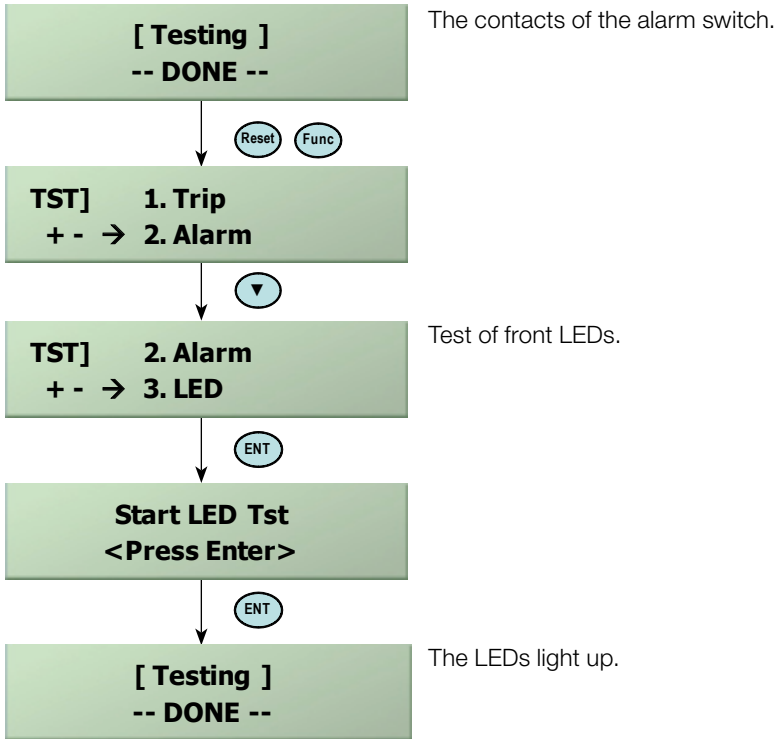 [ Testing ]
-- DONE --
The contacts of the alarm switch.
Reset Func
TST] 1. Trip
+ - → 2. Alarm
▼
TST] 2. Alarm
+ - → 3. LED
Test of front LEDs.
ENT
Start LED Tst
<Press Enter>
ENT
[ Testing ]
-- DONE --
The LEDs light up.